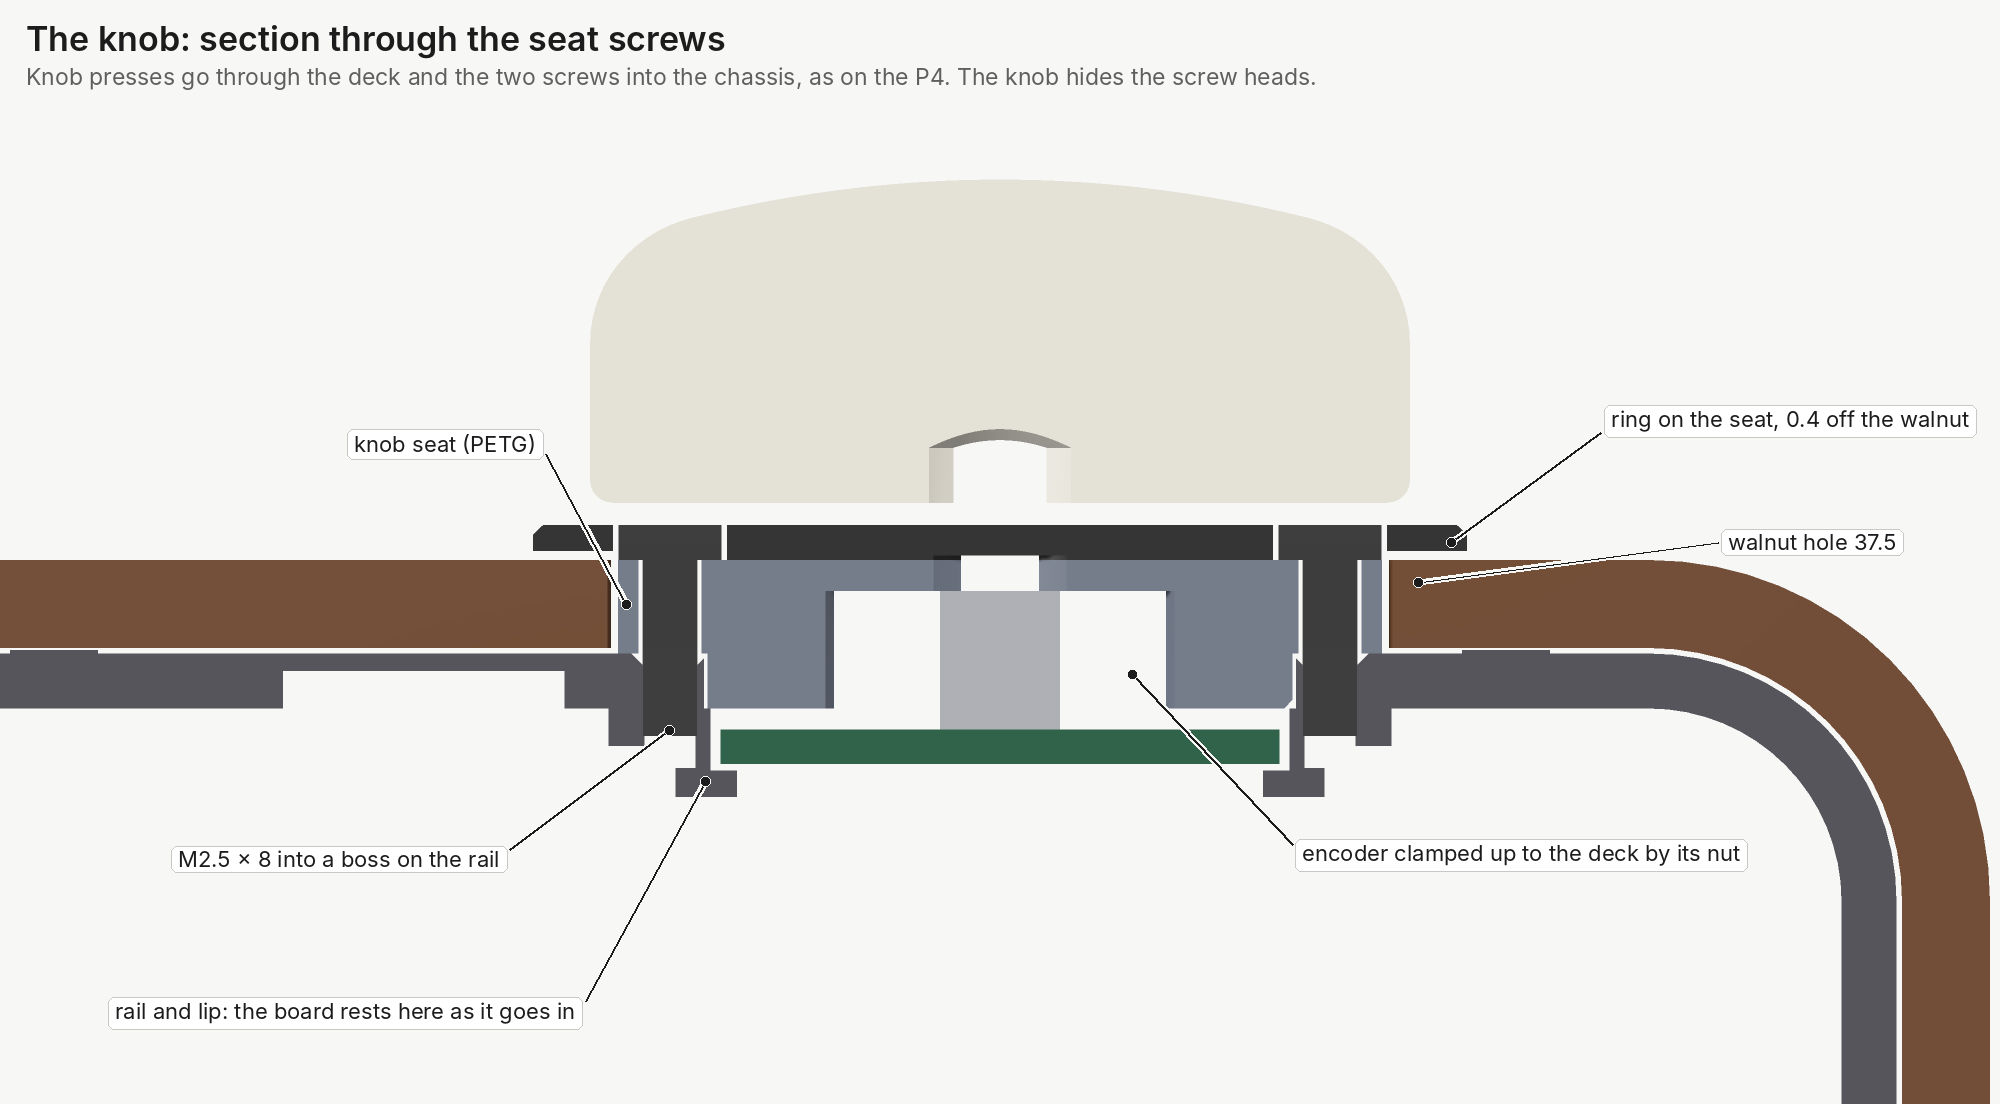 The knob: section through the seat screws
Knob presses go through the deck and the two screws into the chassis, as on the P4. The knob hides the screw heads.
ring on the seat, 0.4 off the walnut
knob seat (PETG)
walnut hole 37.5
M2.5 × 8 into a boss on the rail
encoder clamped up to the deck by its nut
rail and lip: the board rests here as it goes in